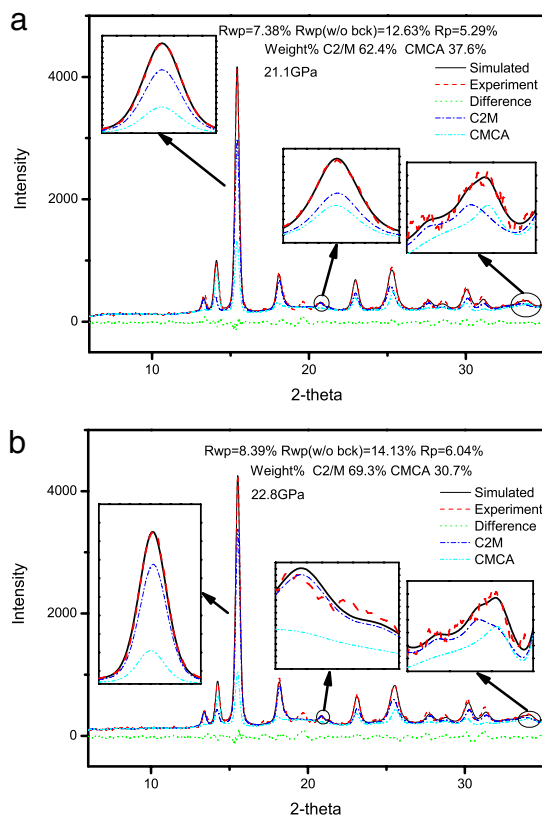 a
Rwp=7.38% Rwp(w/o bck)=12.63% Rp=5.29%
Weight% C2/M 62.4% CMCA 37.6%
21.1GPa
Simulated
Experiment
Difference
C2M
CMCA
Intensity
4000
2000
0
10
20
30
2-theta
b
Rwp=8.39% Rwp(w/o bck)=14.13% Rp=6.04%
Weight% C2/M 69.3% CMCA 30.7%
22.8GPa
Simulated
Experiment
Difference
C2M
CMCA
Intensity
4000
2000
0
10
20
30
2-theta